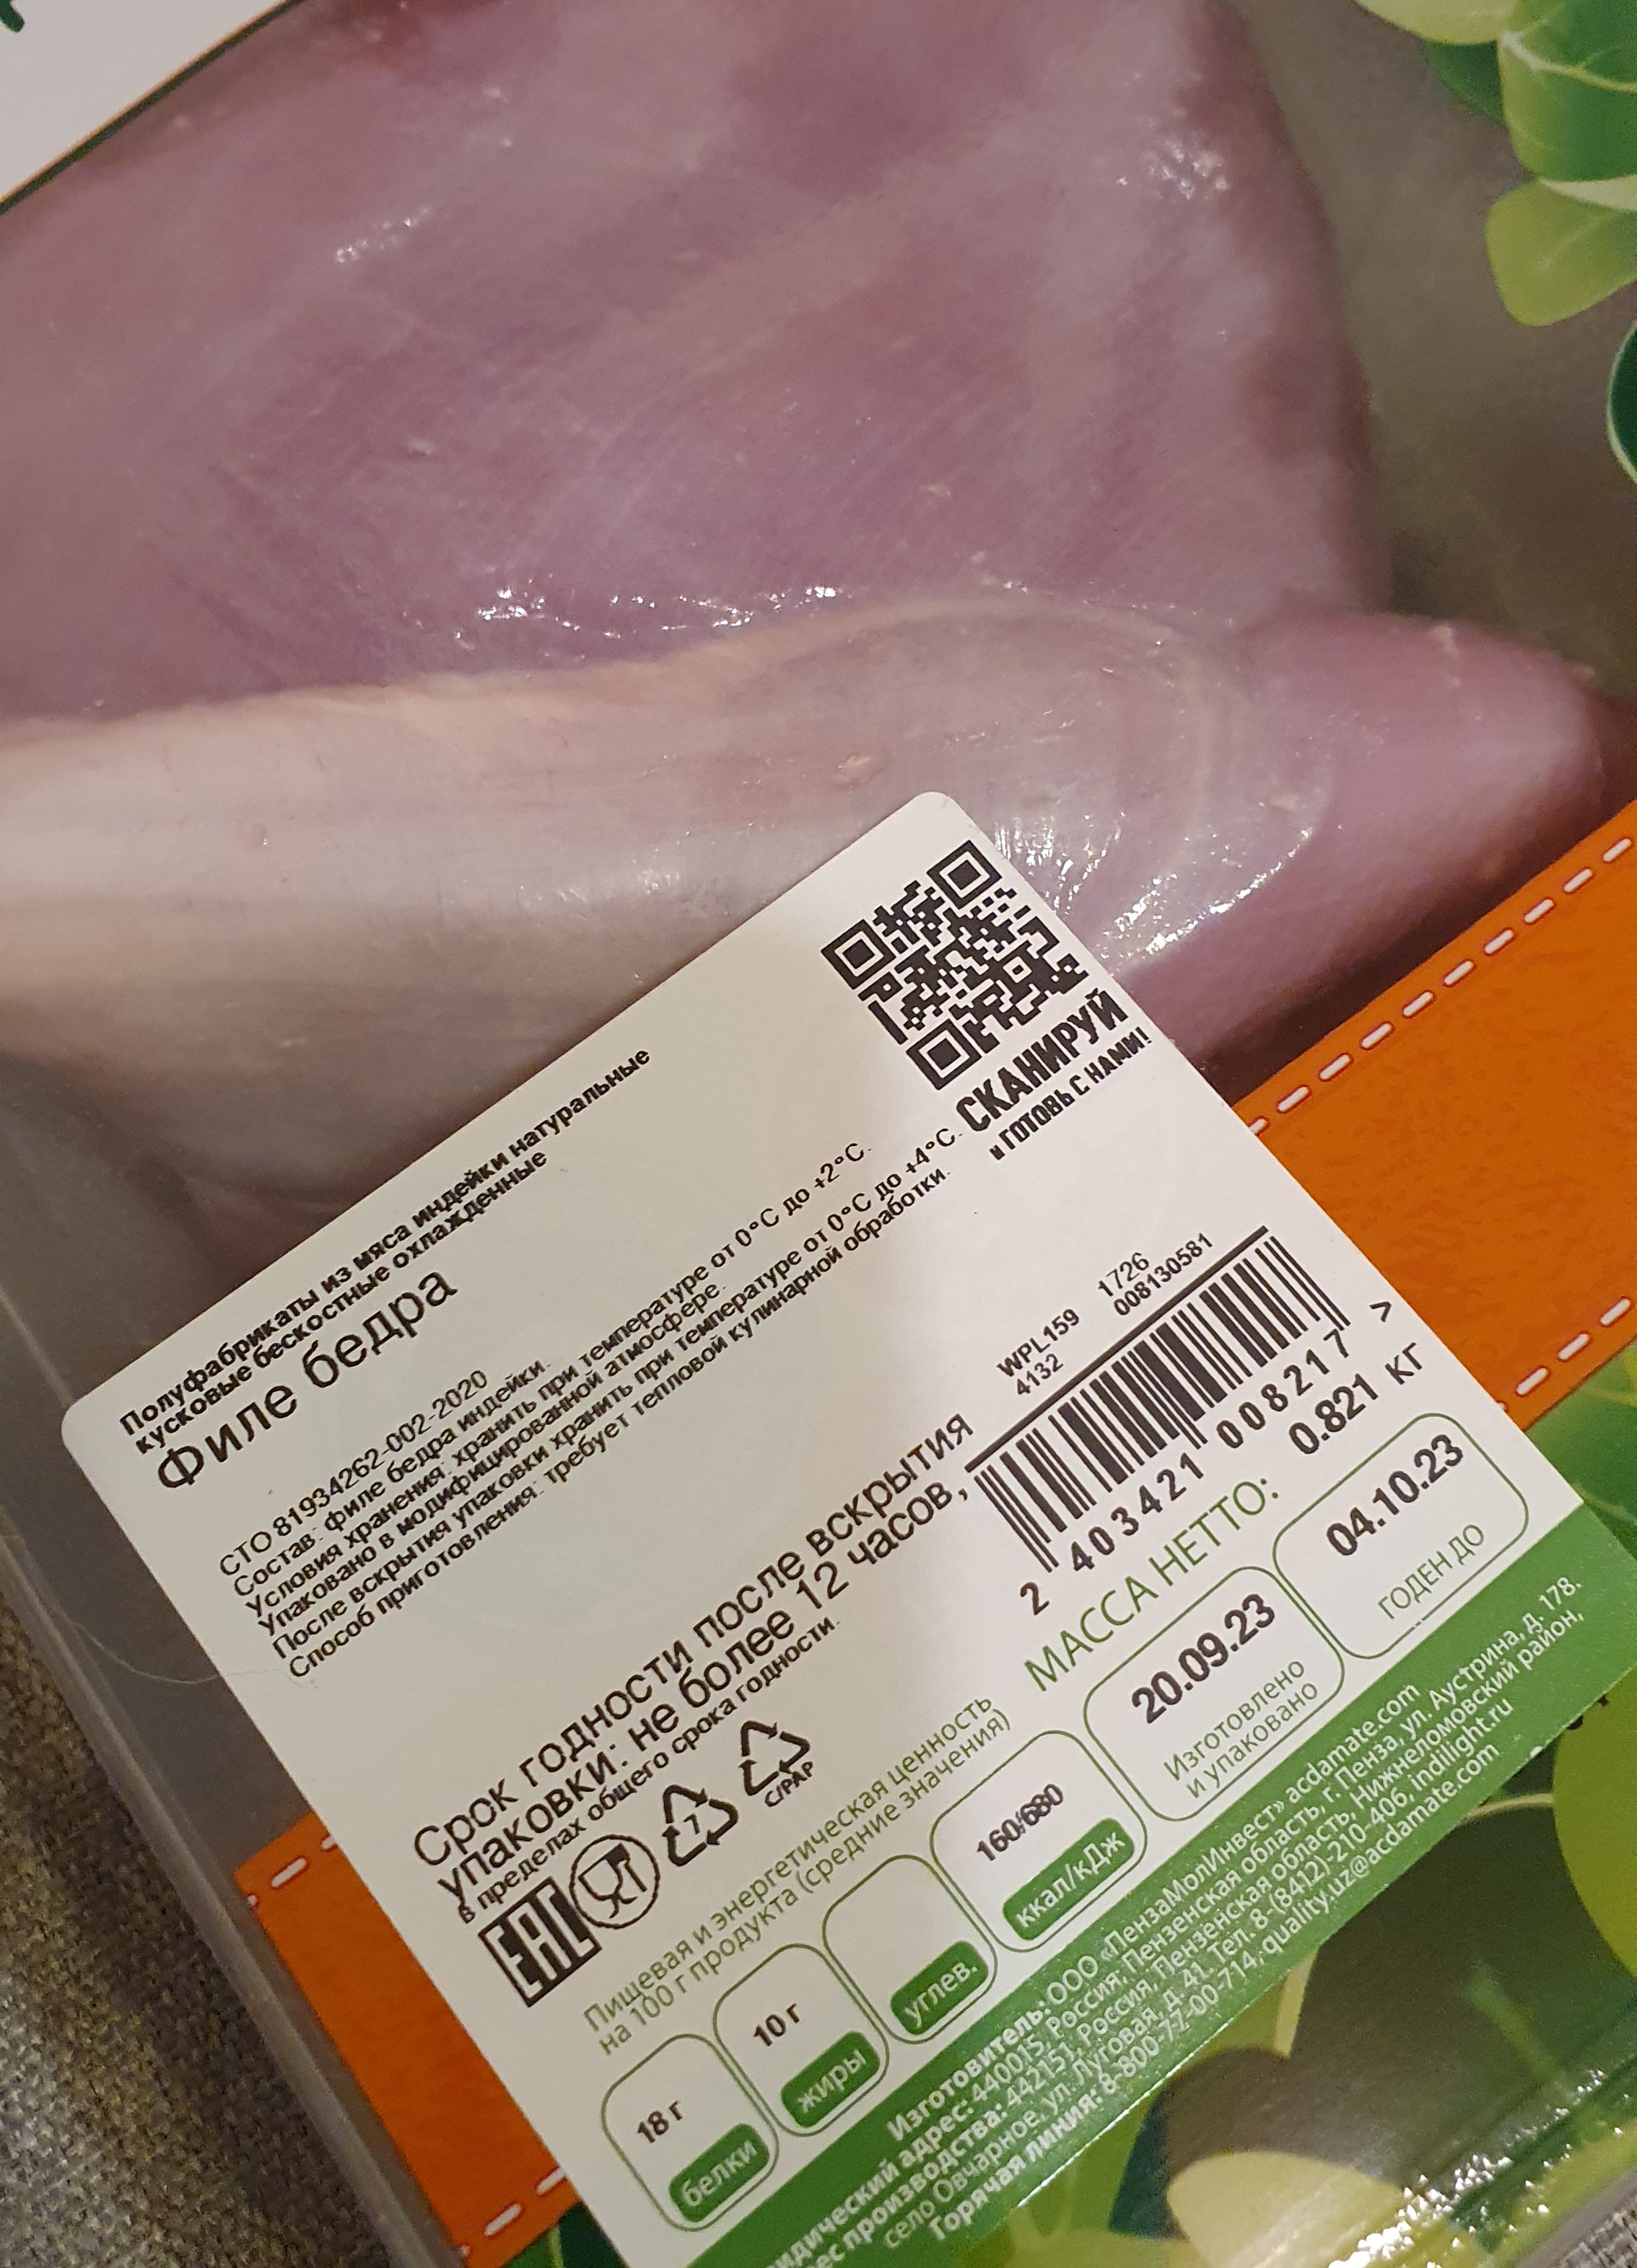 Полуфабрикаты из мяса индейки натуральные
кусковые бескостные охлажденные
Филе бедра
СТО 81934262-002-2020
Состав: филе бедра индейки.
Условия хранения: хранить при температуре от 0°С до +2°С.
Упаковано в модифицированной атмосфере.
После вскрытия упаковки хранить при температуре от 0°С до +4°С.
Способ приготовления: требует тепловой кулинарной обработки.
СКАНИРУЙ
и ГОТОВЬ С НАМИ!
Срок годности после вскрытия
упаковки: не более 12 часов,
в пределах общего срока годности.
WPL159 1726
4132 008130581
2 403421 008217 >
МАССА НЕТТО: 0.821 кг
EAC
7
C/PAP
Пищевая и энергетическая ценность
на 100 г продукта (средние значения)
18 г
белки
10 г
жиры
углев.
160/680
ккал/кДж
20.09.23
Изготовлено
и упаковано
04.10.23
ГОДЕН ДО
Изготовитель: ООО «ПензаМолИнвест» acdamate.com
адрес: 440015, Россия, Пензенская область, г. Пенза, ул. Аустрина, д. 178.
производства: 442151, Россия, Пензенская область, Нижнеломовский район,
село Овчарное, ул. Луговая, д. 41. Тел. 8-(8412)-210-406, indilight.ru
Горячая линия: 8-800-77-00-714; quality.uz@acdamate.com